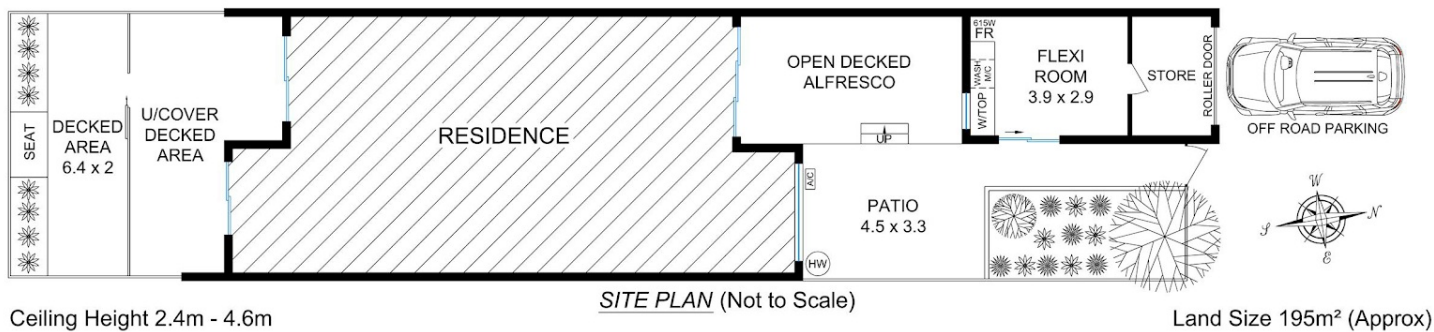 SEAT
DECKED
AREA
6.4 x 2
U/COVER
DECKED
AREA
RESIDENCE
OPEN DECKED
ALFRESCO
UP
A/C
PATIO
4.5 x 3.3
HW
615W
FR
WASH
M/C
W/TOP
FLEXI
ROOM
3.9 x 2.9
STORE
ROLLER DOOR
OFF ROAD PARKING
W
S
N
E
SITE PLAN (Not to Scale)
Ceiling Height 2.4m - 4.6m
Land Size 195m² (Approx)